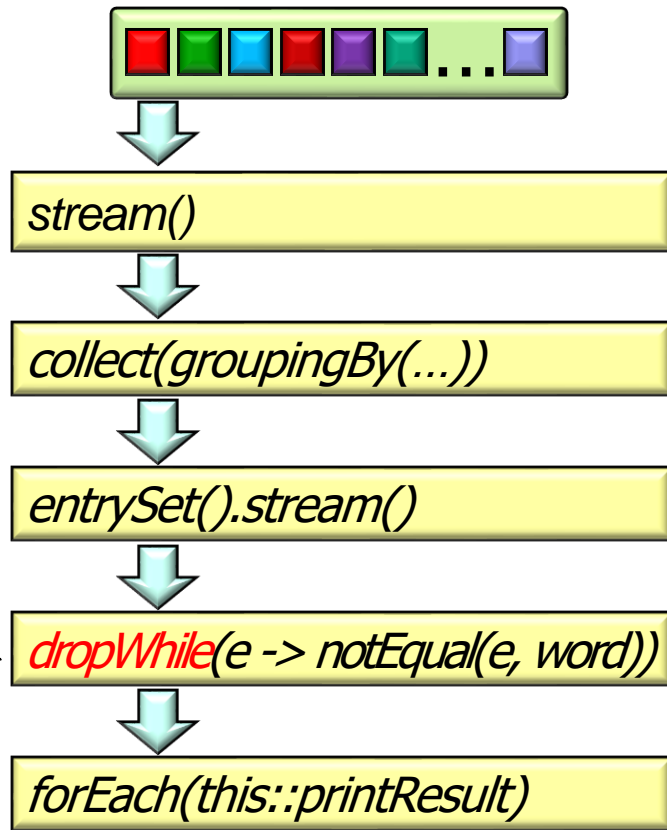 ...
stream()
collect(groupingBy(...))
entrySet().stream()
dropWhile(e -> notEqual(e, word))
forEach(this::printResult)